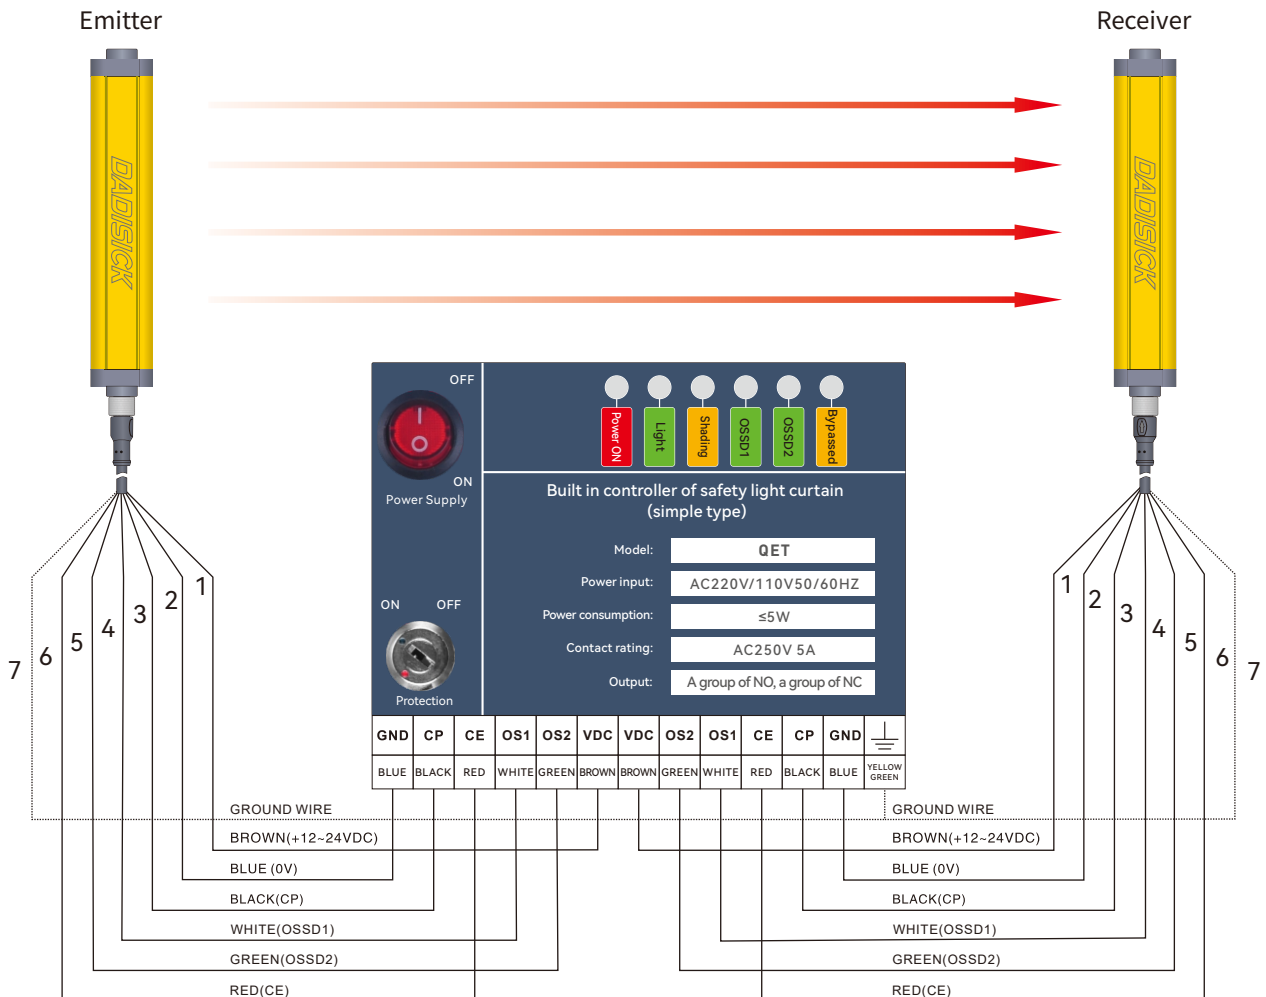 Emitter
Receiver
DADISICK
DADISICK
OFF
ON
Power Supply
Power ON
Light
Shading
OSSD1
OSSD2
Bypassed
Built in controller of safety light curtain
(simple type)
Model: QET
Power input: AC220V/110V50/60HZ
Power consumption: ≤5W
Contact rating: AC250V 5A
Output: A group of NO, a group of NC
ON OFF
Protection
GND CP CE OS1 OS2 VDC VDC OS2 OS1 CE CP GND
BLUE BLACK RED WHITE GREEN BROWN BROWN GREEN WHITE RED BLACK BLUE YELLOW GREEN
7 6 5 4 3 2 1
1 2 3 4 5 6 7
GROUND WIRE
BROWN(+12~24VDC)
BLUE (0V)
BLACK(CP)
WHITE(OSSD1)
GREEN(OSSD2)
RED(CE)
GROUND WIRE
BROWN(+12~24VDC)
BLUE (0V)
BLACK(CP)
WHITE(OSSD1)
GREEN(OSSD2)
RED(CE)